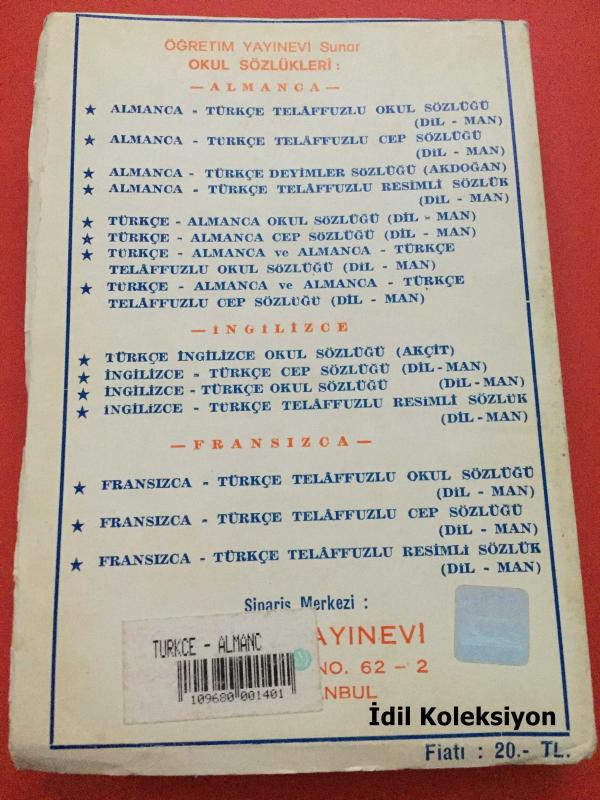 ÖĞRETİM YAYINEVİ Sunar
OKUL SÖZLÜKLERİ :
— ALMANCA —
★ ALMANCA - TÜRKÇE TELÂFFUZLU OKUL SÖZLÜĞÜ
(DİL - MAN)
★ ALMANCA - TÜRKÇE TELÂFFUZLU CEP SÖZLÜĞÜ
(DİL - MAN)
★ ALMANCA - TÜRKÇE DEYİMLER SÖZLÜĞÜ (AKDOĞAN)
★ ALMANCA - TÜRKÇE TELÂFFUZLU RESİMLİ SÖZLÜK
(DİL - MAN)
★ TÜRKÇE - ALMANCA OKUL SÖZLÜĞÜ (DİL - MAN)
★ TÜRKÇE - ALMANCA CEP SÖZLÜĞÜ (DİL - MAN)
★ TÜRKÇE - ALMANCA ve ALMANCA - TÜRKÇE
TELÂFFUZLU OKUL SÖZLÜĞÜ (DİL - MAN)
★ TÜRKÇE - ALMANCA ve ALMANCA - TÜRKÇE
TELÂFFUZLU CEP SÖZLÜĞÜ (DİL - MAN)
— İNGİLİZCE
★ TÜRKÇE İNGİLİZCE OKUL SÖZLÜĞÜ (AKÇİT)
★ İNGİLİZCE - TÜRKÇE CEP SÖZLÜĞÜ (DİL - MAN)
★ İNGİLİZCE - TÜRKÇE OKUL SÖZLÜĞÜ (DİL - MAN)
★ İNGİLİZCE - TÜRKÇE TELÂFFUZLU RESİMLİ SÖZLÜK
(DİL - MAN)
— FRANSIZCA —
★ FRANSIZCA - TÜRKÇE TELÂFFUZLU OKUL SÖZLÜĞÜ
(DİL - MAN)
★ FRANSIZCA - TÜRKÇE TELÂFFUZLU CEP SÖZLÜĞÜ
(DİL - MAN)
★ FRANSIZCA - TÜRKÇE TELÂFFUZLU RESİMLİ SÖZLÜK
(DİL - MAN)
Sipariş Merkezi :
AYINEVİ
NO. 62 - 2
ANBUL
TURKCE - ALMANC
109680 001401
İdil Koleksiyon
Fiatı : 20.- TL.